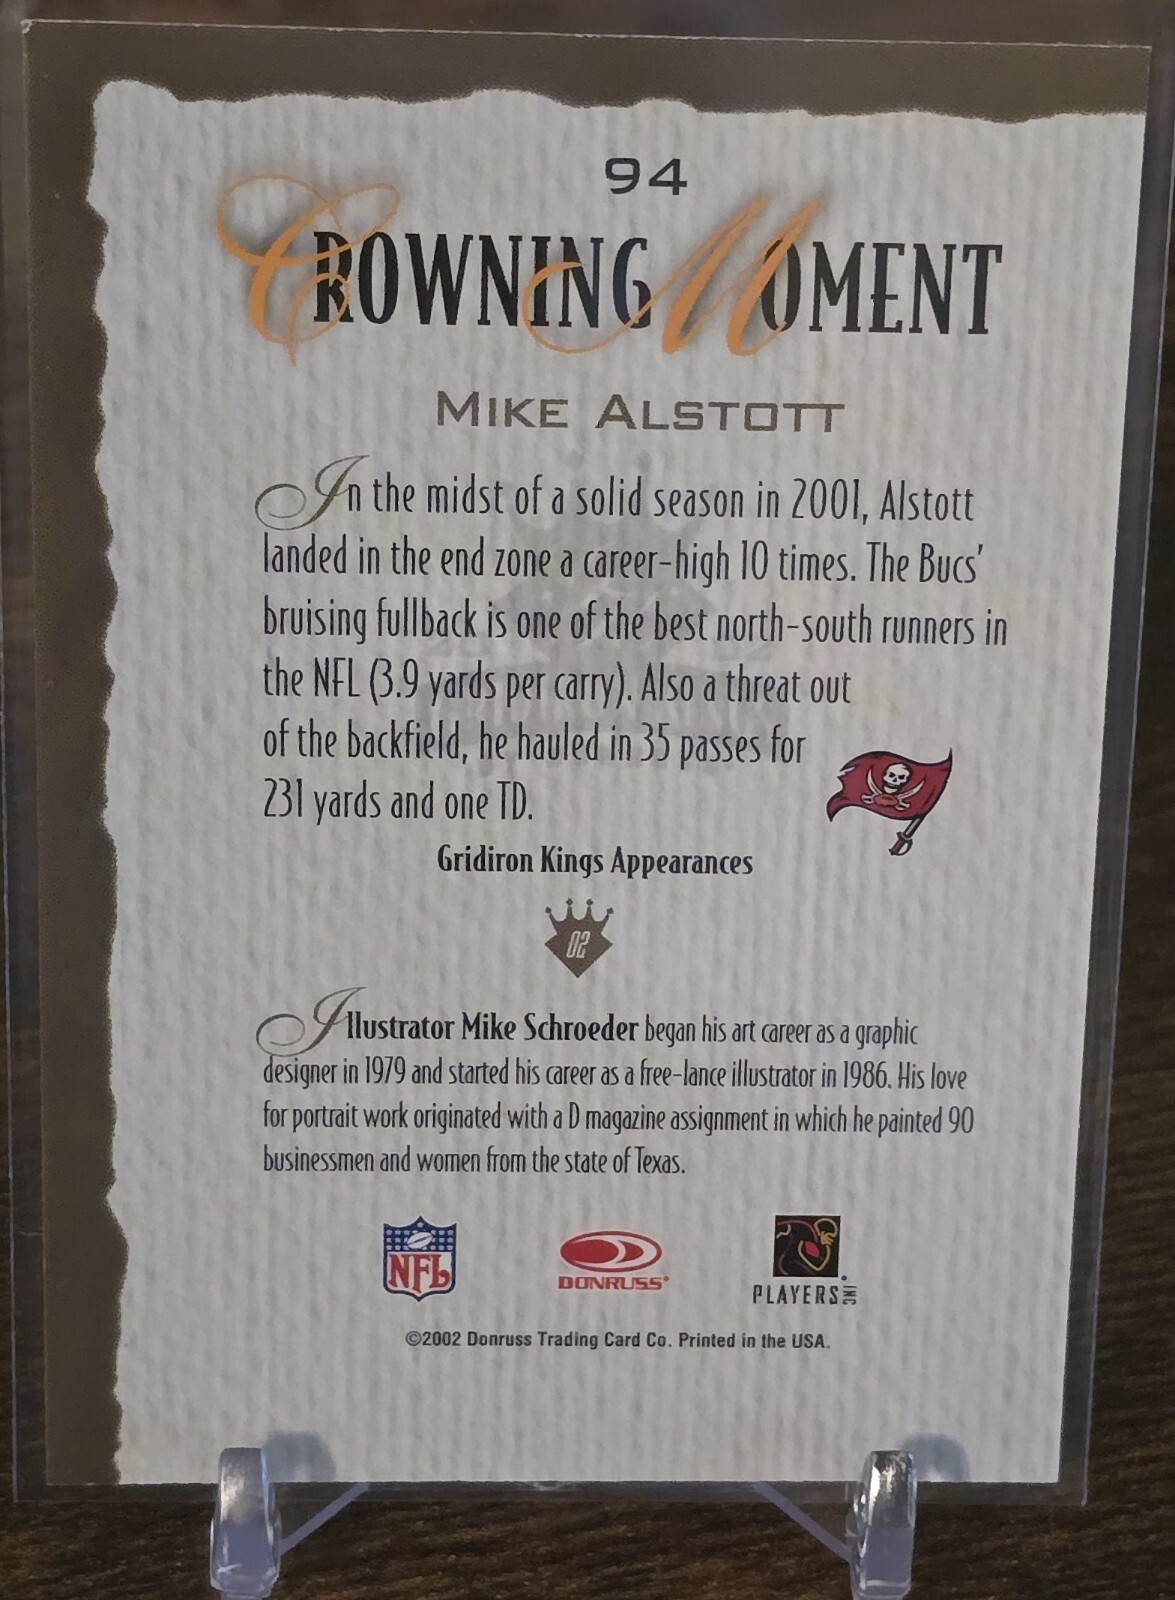 94
CROWNING MOMENT
MIKE ALSTOTT
In the midst of a solid season in 2001, Alstott
landed in the end zone a career-high 10 times. The Bucs'
bruising fullback is one of the best north-south runners in
the NFL (3.9 yards per carry). Also a threat out
of the backfield, he hauled in 35 passes for
231 yards and one TD.
Gridiron Kings Appearances
02
Illustrator Mike Schroeder began his art career as a graphic
designer in 1979 and started his career as a free-lance illustrator in 1986. His love
for portrait work originated with a D magazine assignment in which he painted 90
businessmen and women from the state of Texas.
NFL
DONRUSS
PLAYERS INC
©2002 Donruss Trading Card Co. Printed in the USA.